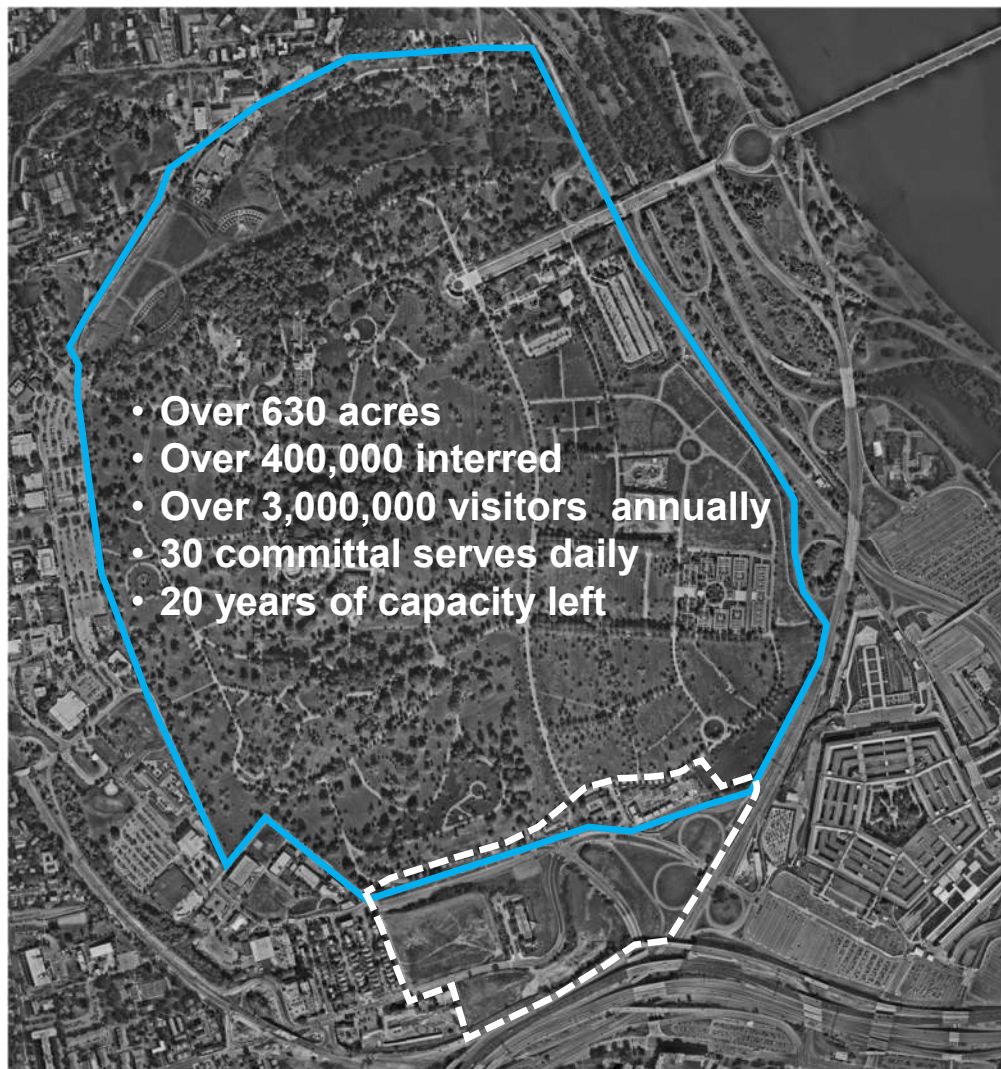 • Over 630 acres
• Over 400,000 interred
• Over 3,000,000 visitors  annually
• 30 committal serves daily
• 20 years of capacity left